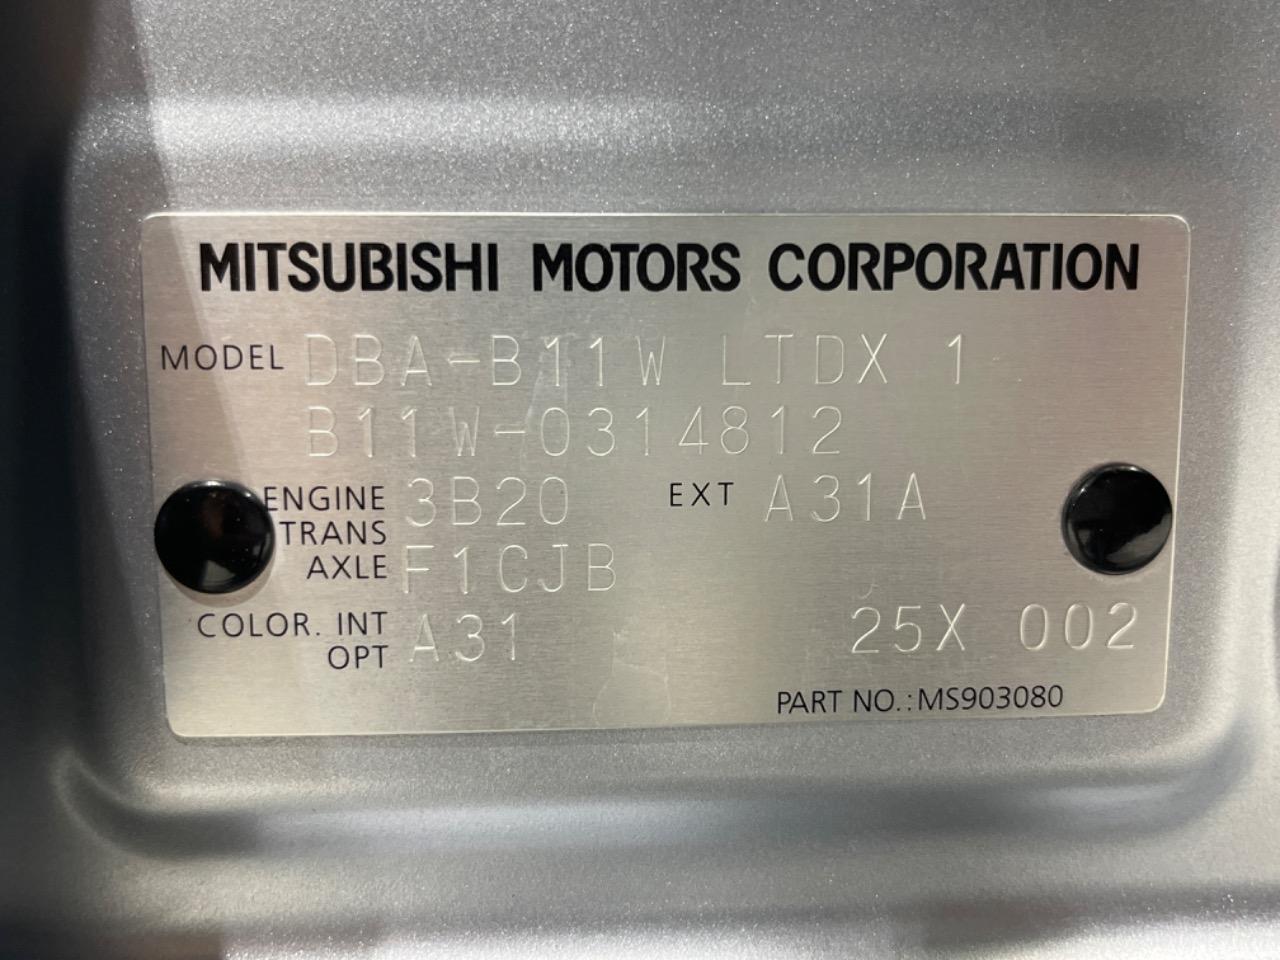 MITSUBISHI MOTORS CORPORATION
MODEL DBA-B11W LTDX 1
B11W-0314812
ENGINE 3B20 EXT A31A
TRANS
AXLE F1CJB
COLOR. INT A31 25X 002
OPT
PART NO.:MS903080